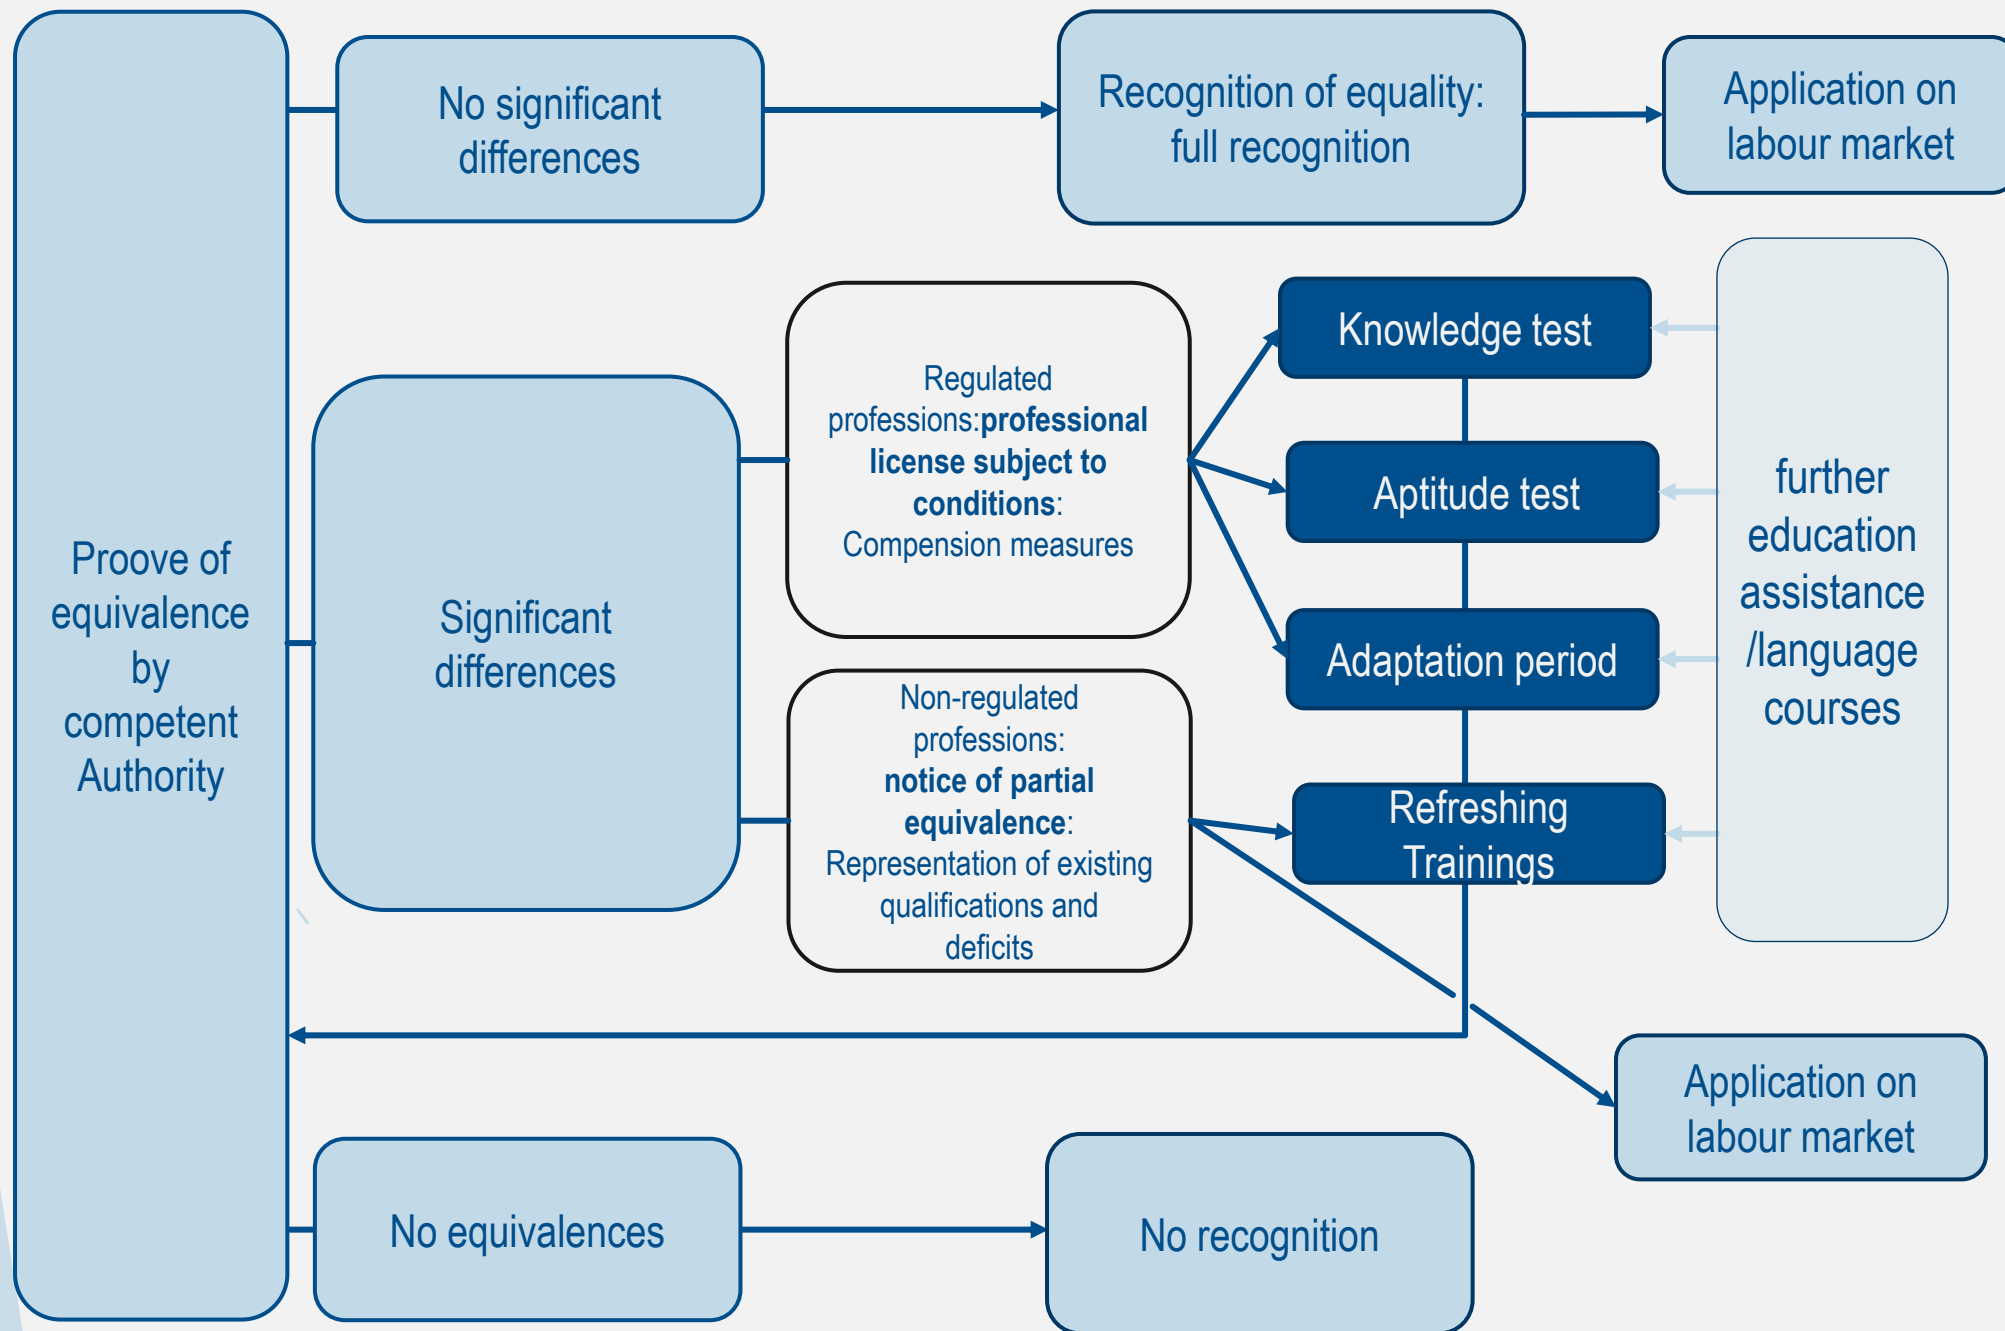 Proove of
equivalence
by
competent
Authority
No significant
differences
Recognition of equality:
full recognition
Application on
labour market
Significant
differences
Regulated
professions:professional
license subject to
conditions:
Compension measures
Knowledge test
Aptitude test
Adaptation period
Non-regulated
professions:
notice of partial
equivalence:
Representation of existing
qualifications and
deficits
Refreshing
Trainings
further
education
assistance
/language
courses
Application on
labour market
No equivalences
No recognition